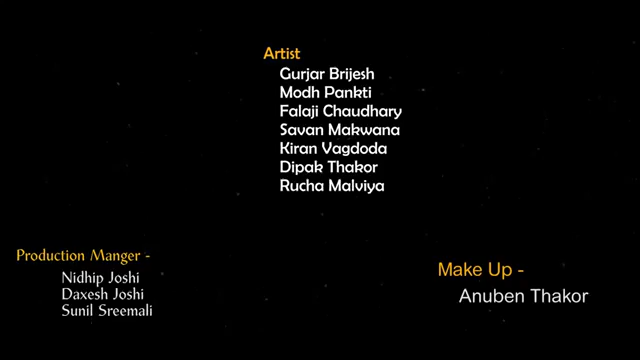 Artist
Gurjar Brijesh
Modh Pankti
Falaji Chaudhary
Savan Makwana
Kiran Vagdoda
Dipak Thakor
Rucha Malviya
Production Manger -
Nidhip Joshi
Daxesh Joshi
Sunil Sreemali
Make Up -
Anuben Thakor